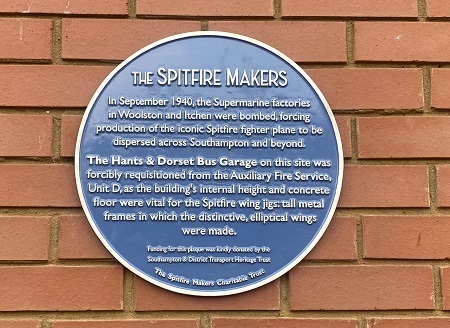 THE SPITFIRE MAKERS
In September 1940, the Supermarine factories
in Woolston and Itchen were bombed, forcing
production of the iconic Spitfire fighter plane to be
dispersed across Southampton and beyond.
The Hants & Dorset Bus Garage on this site was
forcibly requisitioned from the Auxiliary Fire Service,
Unit D, as the building's internal height and concrete
floor were vital for the Spitfire wing jigs: tall metal
frames in which the distinctive, elliptical wings
were made.
Funding for this plaque was kindly donated by the
Southampton & District Transport Heritage Trust
The Spitfire Makers Charitable Trust